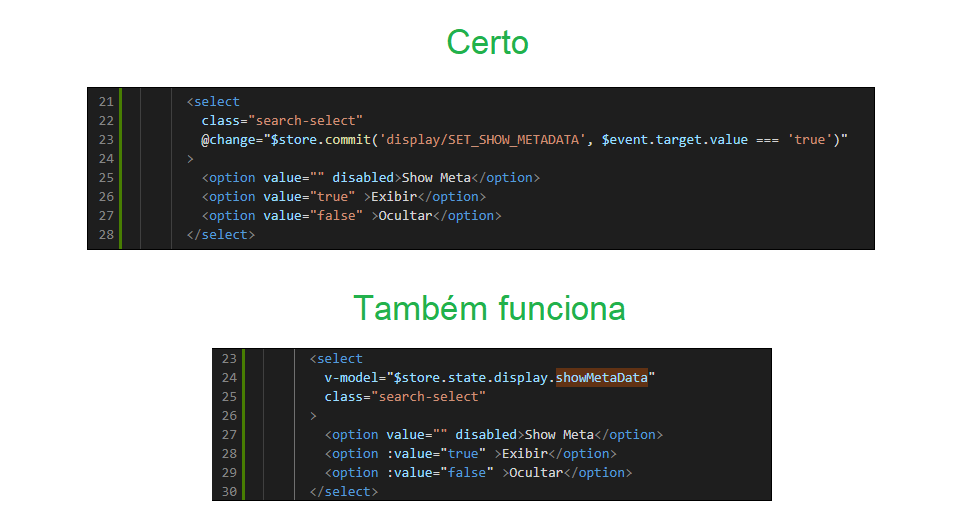 Certo
21 <select
22 class="search-select"
23 @change="$store.commit('display/SET_SHOW_METADATA', $event.target.value === 'true')"
24 >
25 <option value="" disabled>Show Meta</option>
26 <option value="true" >Exibir</option>
27 <option value="false" >Ocultar</option>
28 </select>
Também funciona
23 <select
24 v-model="$store.state.display.showMetaData"
25 class="search-select"
26 >
27 <option value="" disabled>Show Meta</option>
28 <option :value="true" >Exibir</option>
29 <option :value="false" >Ocultar</option>
30 </select>